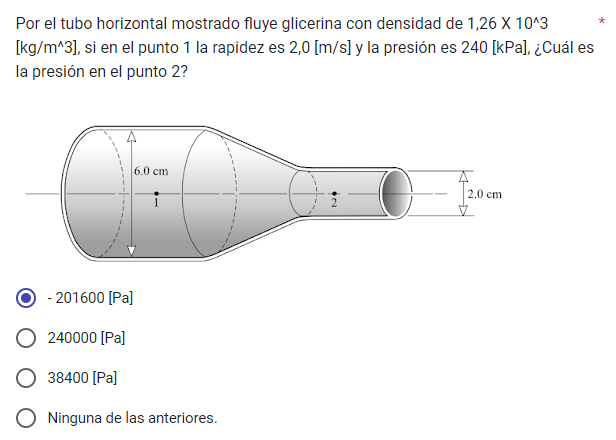 Por el tubo horizontal mostrado fluye glicerina con densidad de 1,26 X 10^3 *
[kg/m^3], si en el punto 1 la rapidez es 2,0 [m/s] y la presión es 240 [kPa], ¿Cuál es
la presión en el punto 2?
6.0 cm
1
2
2.0 cm
- 201600 [Pa]
240000 [Pa]
38400 [Pa]
Ninguna de las anteriores.